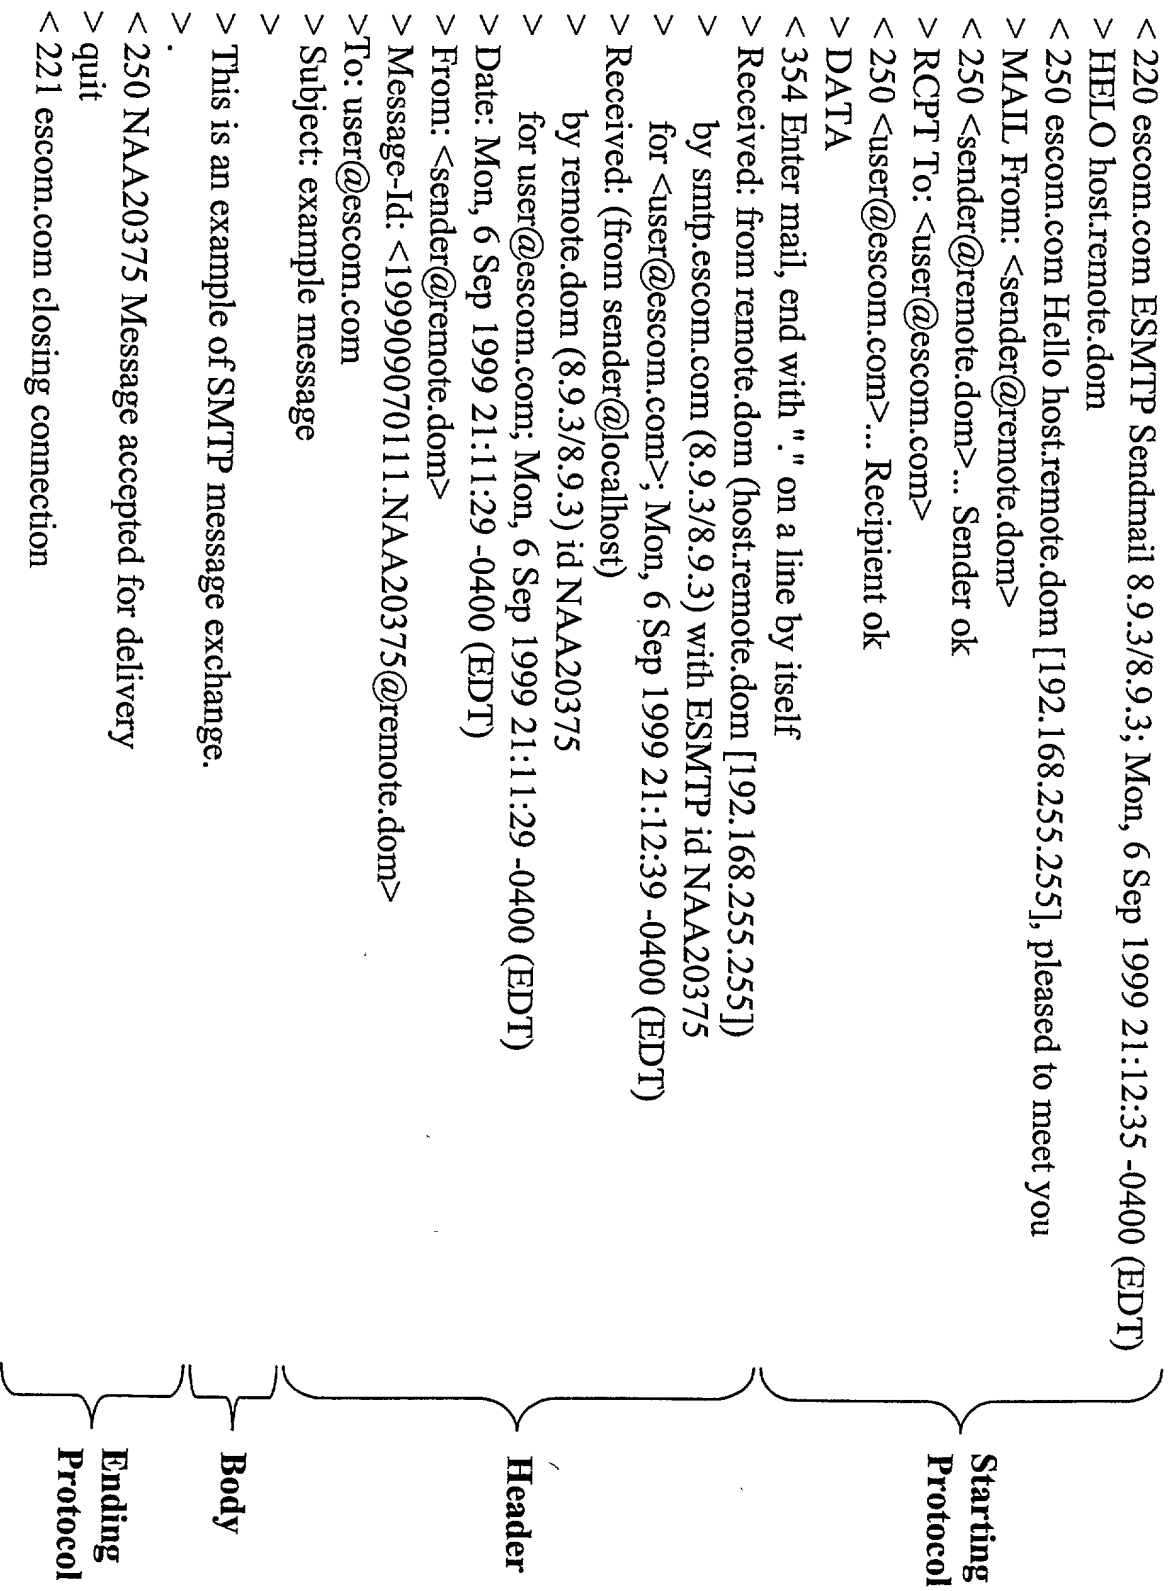 < 220 escom.com ESMTP Sendmail 8.9.3/8.9.3; Mon, 6 Sep 1999 21:12:35 -0400 (EDT)
> HELO host.remote.dom
< 250 escom.com Hello host.remote.dom [192.168.255.255], pleased to meet you
> MAIL From: <sender@remote.dom>
< 250 <sender@remote.dom>... Sender ok
> RCPT To: <user@escom.com>
< 250 <user@escom.com>... Recipient ok
> DATA
< 354 Enter mail, end with "." on a line by itself
> Received: from remote.dom (host.remote.dom [192.168.255.255])
> by smtp.escom.com (8.9.3/8.9.3) with ESMTP id NAA20375
> for <user@escom.com>; Mon, 6 Sep 1999 21:12:39 -0400 (EDT)
> Received: (from sender@localhost)
> by remote.dom (8.9.3/8.9.3) id NAA20375
> for user@escom.com; Mon, 6 Sep 1999 21:11:29 -0400 (EDT)
> Date: Mon, 6 Sep 1999 21:11:29 -0400 (EDT)
> From: <sender@remote.dom>
> Message-Id: <199909070111.NAA20375@remote.dom>
>To: user@escom.com
> Subject: example message
>
> This is an example of SMTP message exchange.
> .
< 250 NAA20375 Message accepted for delivery
> quit
< 221 escom.com closing connection
Starting
Protocol
Header
Body
Ending
Protocol